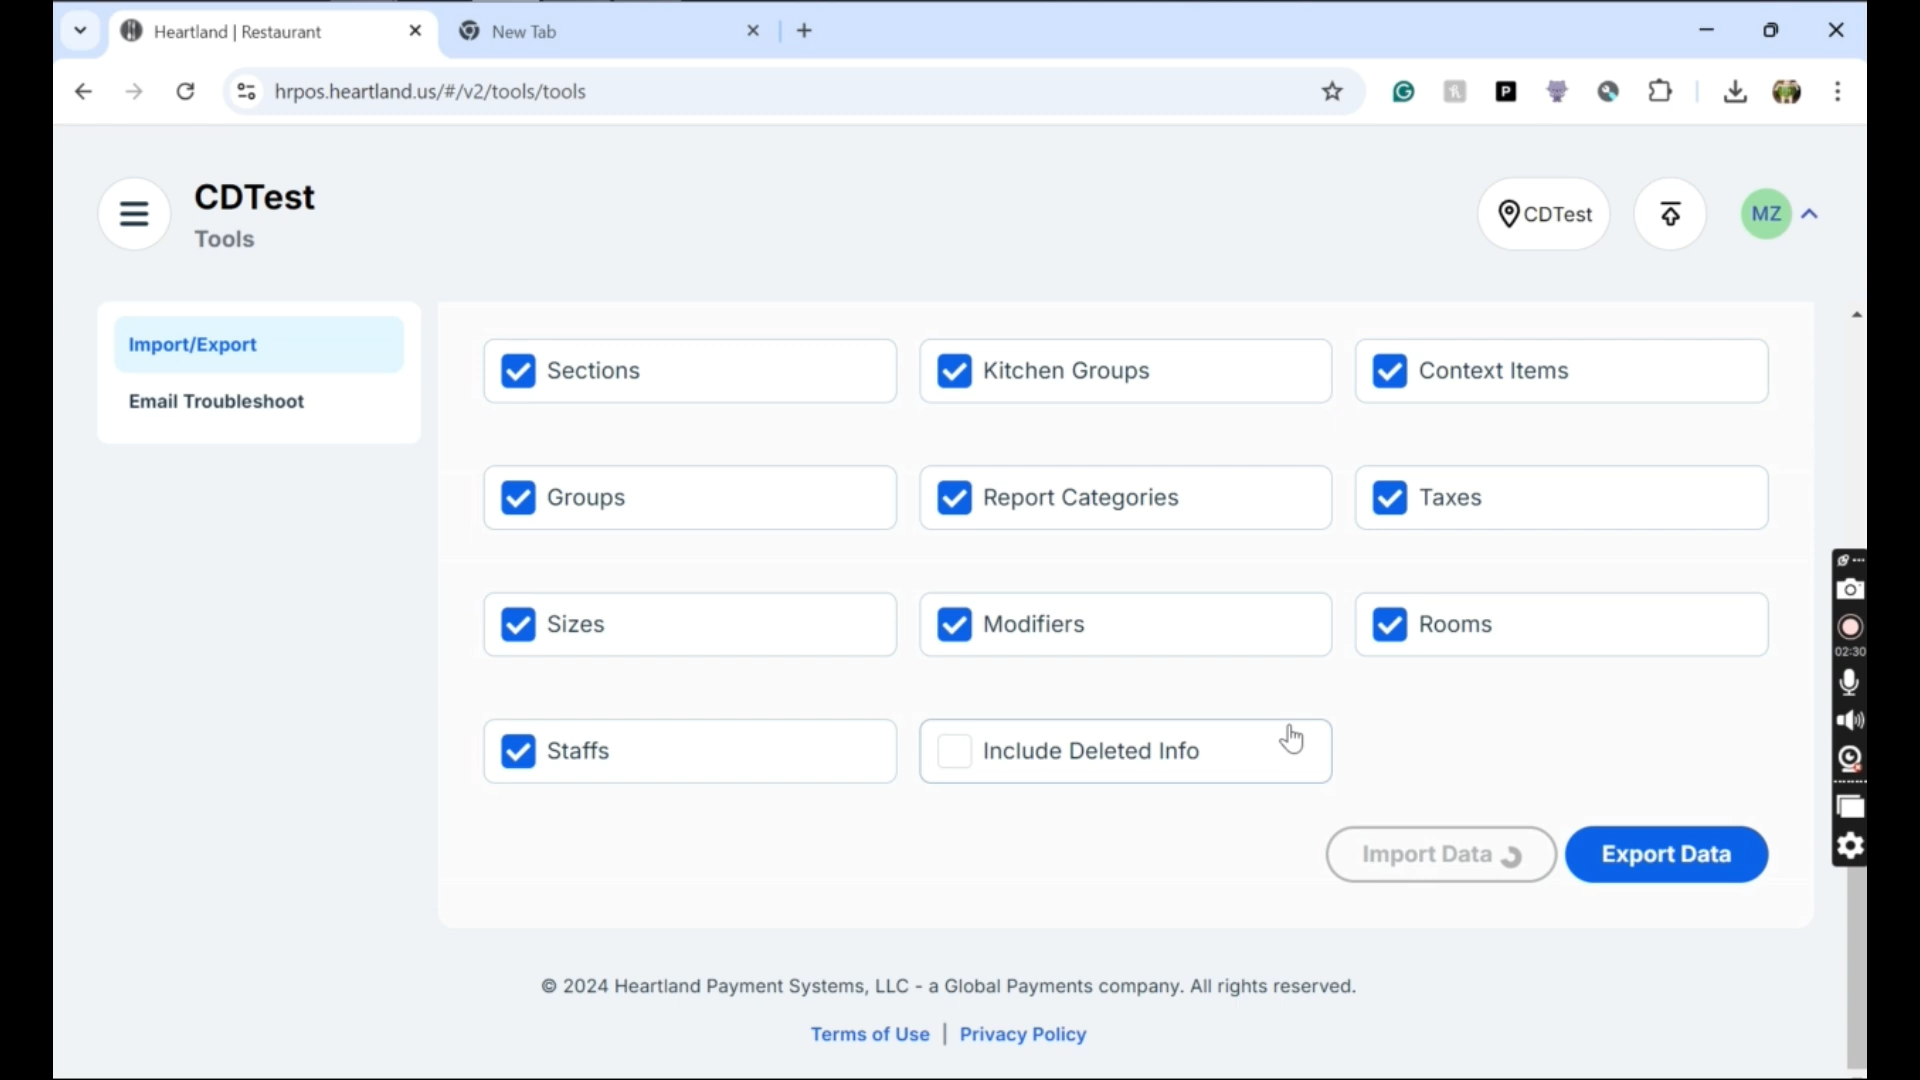 Heartland | Restaurant
New Tab
hrpos.heartland.us/#/v2/tools/tools
CDTest
Tools
CDTest
MZ
Import/Export
Email Troubleshoot
Sections
Kitchen Groups
Context Items
Groups
Report Categories
Taxes
Sizes
Modifiers
Rooms
Staffs
Include Deleted Info
02:30
Import Data
Export Data
© 2024 Heartland Payment Systems, LLC - a Global Payments company. All rights reserved.
Terms of Use | Privacy Policy